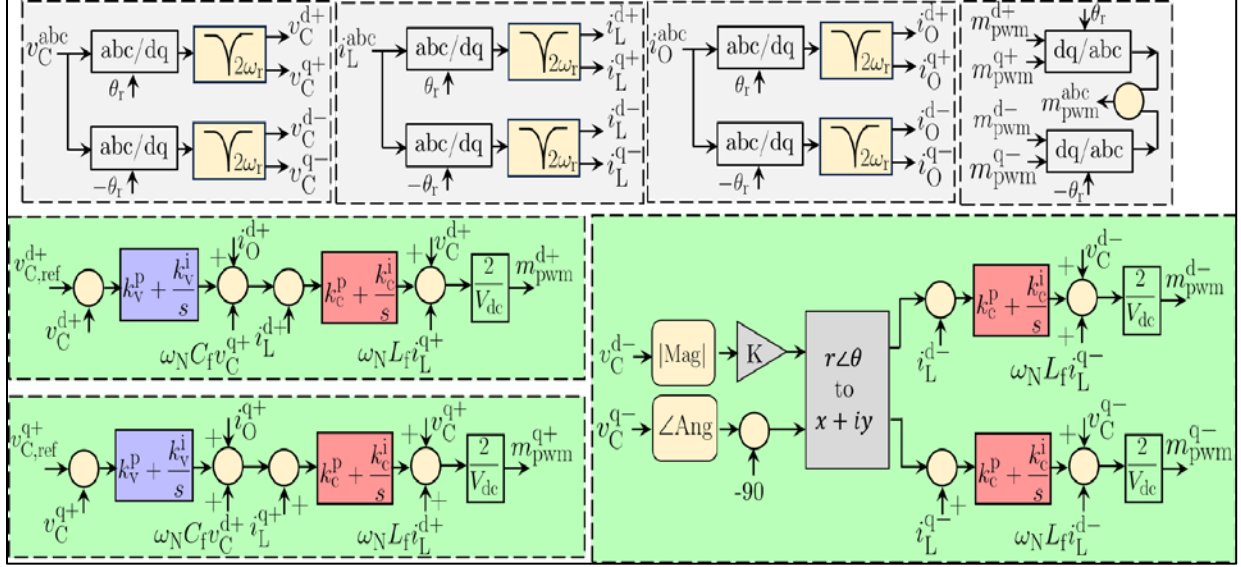 v_C^abc abc/dq 2ω_r v_C^d+ v_C^q+
θ_r
abc/dq 2ω_r v_C^d− v_C^q−
−θ_r
i_L^abc abc/dq 2ω_r i_L^d+ i_L^q+
θ_r
abc/dq 2ω_r i_L^d− i_L^q−
−θ_r
i_O^abc abc/dq 2ω_r i_O^d+ i_O^q+
θ_r
abc/dq 2ω_r i_O^d− i_O^q−
−θ_r
θ_r
m_pwm^d+ dq/abc
m_pwm^q+
m_pwm^abc
m_pwm^d− dq/abc
m_pwm^q−
−θ_r
+ i_O^d+ + v_C^d+
v_C,ref^d+ k_v^p + k_v^i/s k_c^p + k_c^i/s 2/V_dc m_pwm^d+
v_C^d+ + i_L^d+ +
ω_N C_f v_C^q+ ω_N L_f i_L^q+
+ i_O^q+ + v_C^q+
v_C,ref^q+ k_v^p + k_v^i/s k_c^p + k_c^i/s 2/V_dc m_pwm^q+
v_C^q+ + + +
ω_N C_f v_C^d+ i_L^q+ ω_N L_f i_L^d+
v_C^d− |Mag| K
v_C^q− ∠Ang
-90
r∠θ
to
x + iy
+ v_C^d−
k_c^p + k_c^i/s 2/V_dc m_pwm^d−
i_L^d− +
ω_N L_f i_L^q−
+ v_C^q−
k_c^p + k_c^i/s 2/V_dc m_pwm^q−
i_L^q− +
ω_N L_f i_L^d−